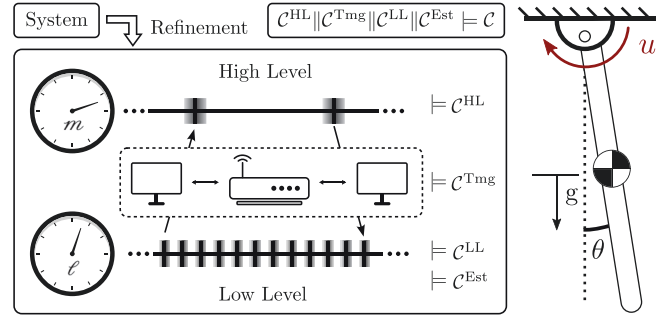 System
Refinement
𝒞^HL‖𝒞^Tmg‖𝒞^LL‖𝒞^Est ⊨ 𝒞
High Level
m
⊨ 𝒞^HL
⊨ 𝒞^Tmg
ℓ
⊨ 𝒞^LL
⊨ 𝒞^Est
Low Level
u
g
θ